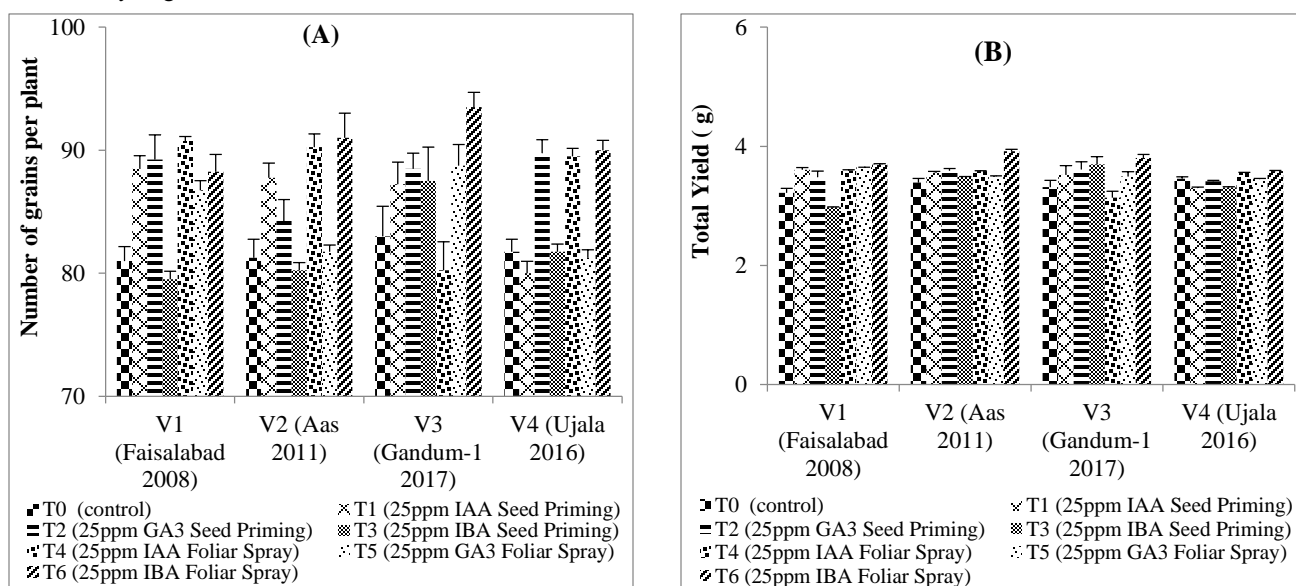 (A)
Number of grains per plant
100
90
80
70
V1
(Faisalabad
2008)
V2 (Aas
2011)
V3
(Gandum-1
2017)
V4 (Ujala
2016)
T0 (control)
T1 (25ppm IAA Seed Priming)
T2 (25ppm GA3 Seed Priming)
T3 (25ppm IBA Seed Priming)
T4 (25ppm IAA Foliar Spray)
T5 (25ppm GA3 Foliar Spray)
T6 (25ppm IBA Foliar Spray)
(B)
Total Yield ( g)
6
4
2
0
V1
(Faisalabad
2008)
V2 (Aas
2011)
V3
(Gandum-1
2017)
V4 (Ujala
2016)
T0 (control)
T1 (25ppm IAA Seed Priming)
T2 (25ppm GA3 Seed Priming)
T3 (25ppm IBA Seed Priming)
T4 (25ppm IAA Foliar Spray)
T5 (25ppm GA3 Foliar Spray)
T6 (25ppm IBA Foliar Spray)